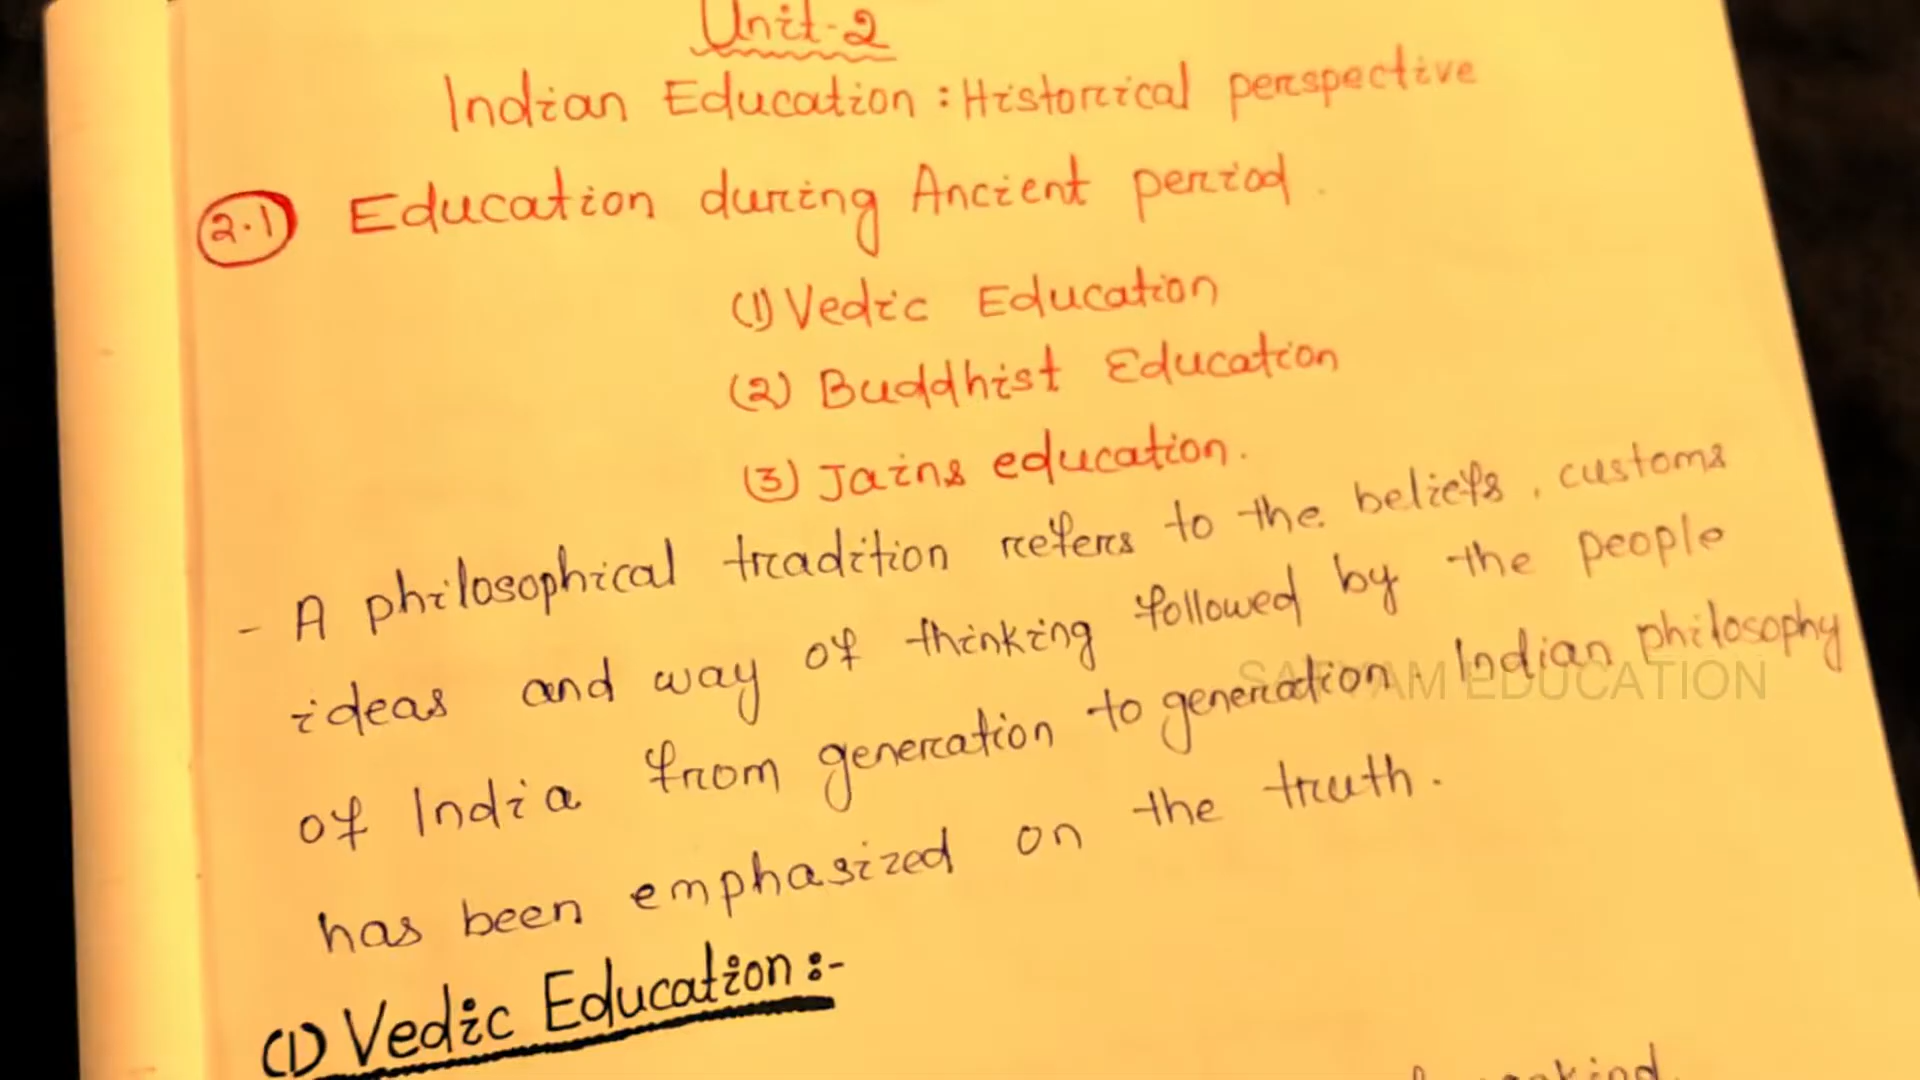 Unit-2
Indian Education : Historical perspective
2.1 Education during Ancient period.
(1) Vedic Education
(2) Buddhist Education
(3) Jains education.
- A philosophical tradition refers to the beliefs, customs
ideas and way of thinking followed by the people
of India from generation to generation. Indian philosophy
has been emphasized on the truth.
SATYAM EDUCATION
(1) Vedic Education :-